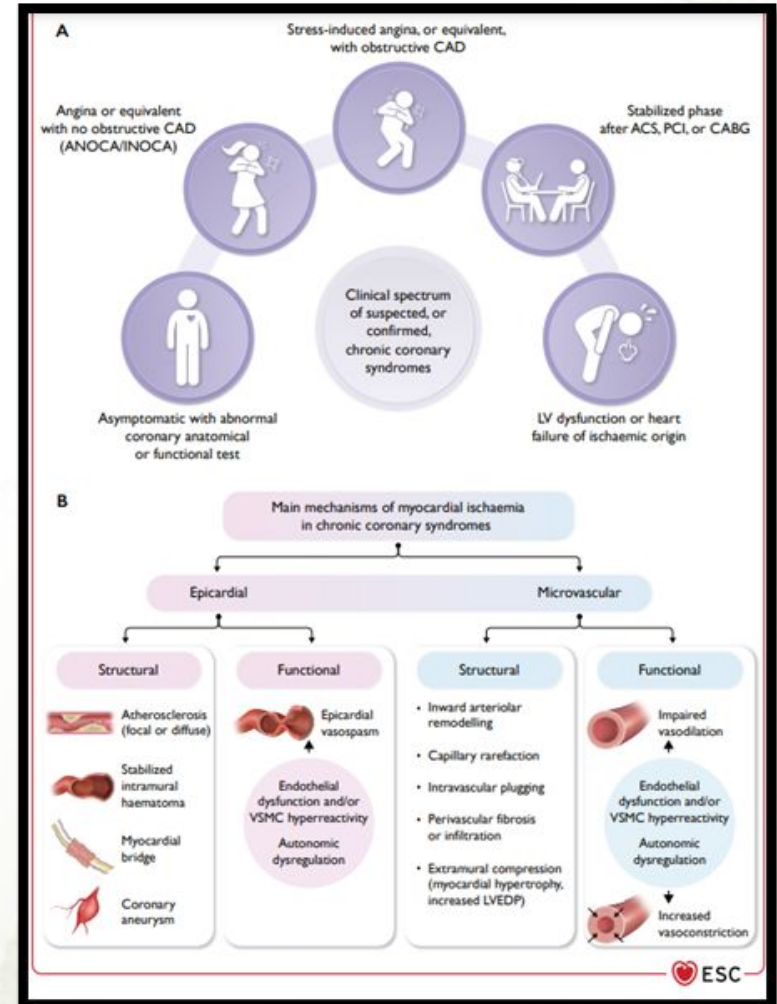 A
Stress-induced angina, or equivalent,
with obstructive CAD
Angina or equivalent
with no obstructive CAD
(ANOCA/INOCA)
Stabilized phase
after ACS, PCI, or CABG
Clinical spectrum
of suspected, or
confirmed,
chronic coronary
syndromes
Asymptomatic with abnormal
coronary anatomical
or functional test
LV dysfunction or heart
failure of ischaemic origin
B
Main mechanisms of myocardial ischaemia
in chronic coronary syndromes
Epicardial
Microvascular
Structural
Atherosclerosis
(focal or diffuse)
Stabilized
intramural
haematoma
Myocardial
bridge
Coronary
aneurysm
Functional
Epicardial
vasospasm
Endothelial
dysfunction and/or
VSMC hyperreactivity
Autonomic
dysregulation
Structural
• Inward arteriolar
remodelling
• Capillary rarefaction
• Intravascular plugging
• Perivascular fibrosis
or infiltration
• Extramural compression
(myocardial hypertrophy,
increased LVEDP)
Functional
Impaired
vasodilation
Endothelial
dysfunction and/or
VSMC hyperreactivity
Autonomic
dysregulation
Increased
vasoconstriction
ESC